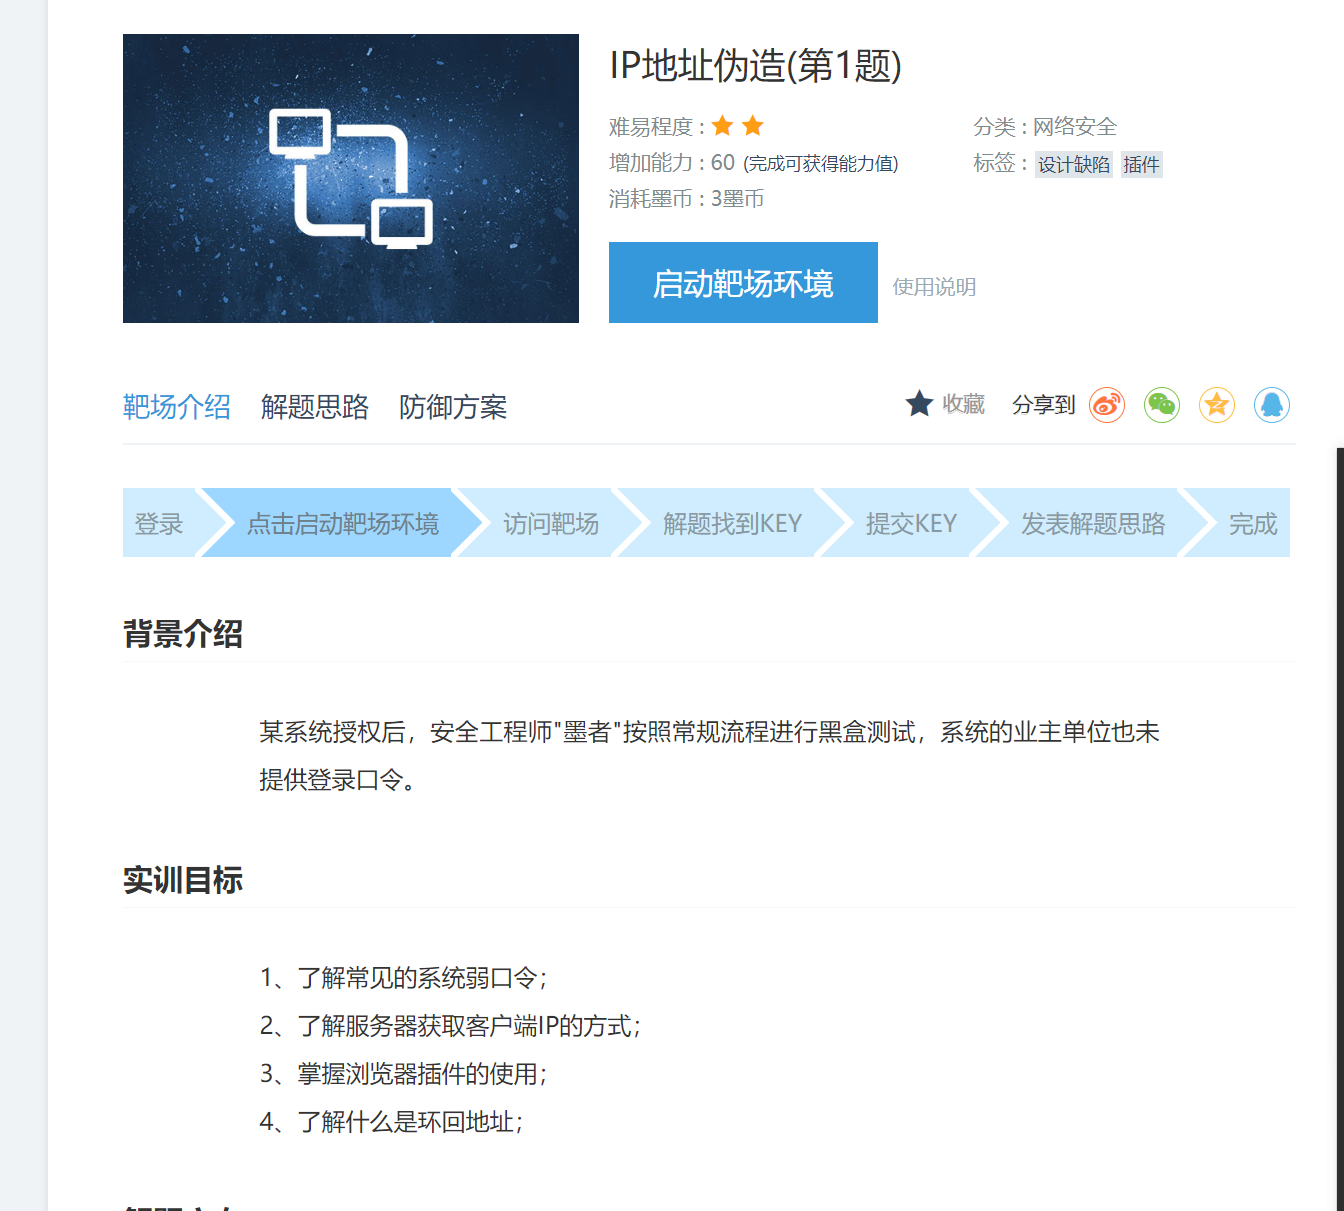 IP地址伪造(第1题)
难易程度 :
分类 : 网络安全
增加能力 : 60 (完成可获得能力值)
标签 : 设计缺陷 插件
消耗墨币 : 3墨币
启动靶场环境 使用说明
靶场介绍 解题思路 防御方案 收藏 分享到
登录 点击启动靶场环境 访问靶场 解题找到KEY 提交KEY 发表解题思路 完成
背景介绍
某系统授权后，安全工程师"墨者"按照常规流程进行黑盒测试，系统的业主单位也未
提供登录口令。
实训目标
1、了解常见的系统弱口令；
2、了解服务器获取客户端IP的方式；
3、掌握浏览器插件的使用；
4、了解什么是环回地址；